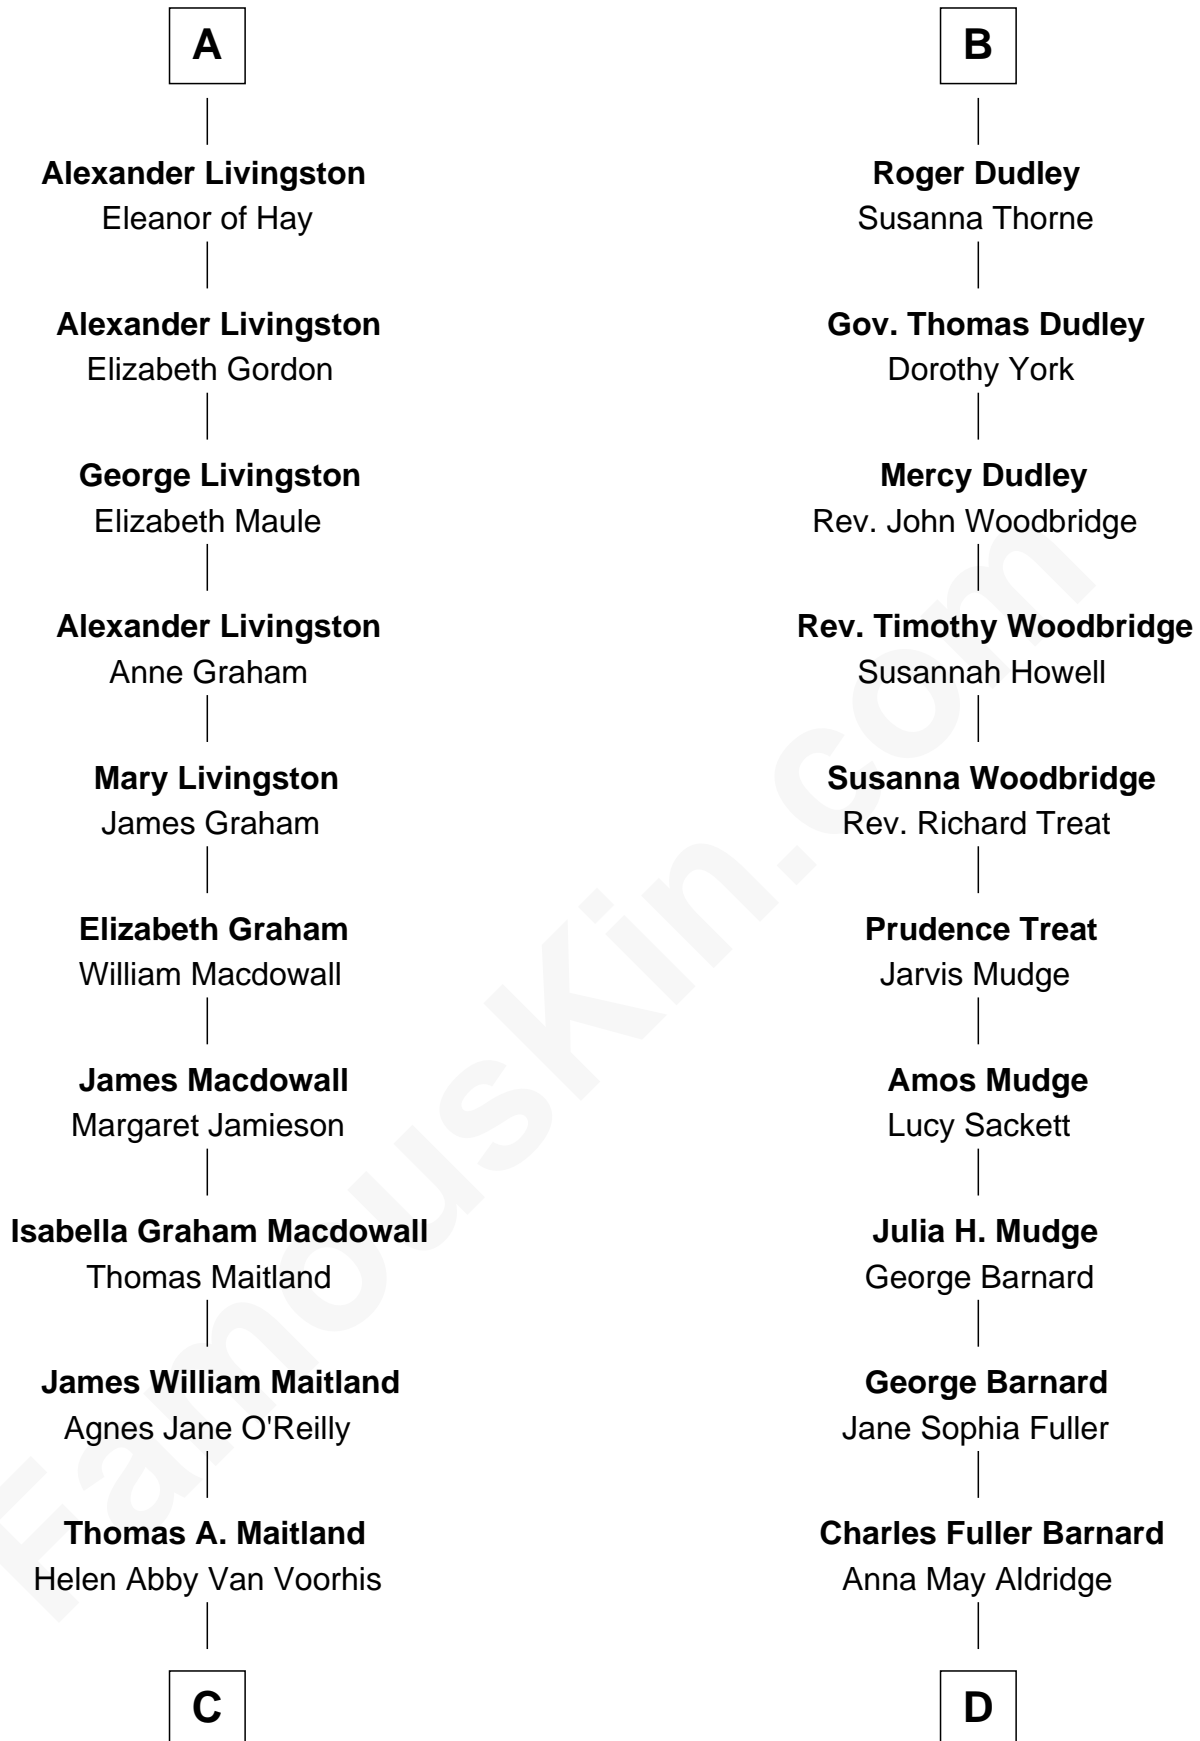 A
Alexander Livingston
Eleanor of Hay
Alexander Livingston
Elizabeth Gordon
George Livingston
Elizabeth Maule
Alexander Livingston
Anne Graham
Mary Livingston
James Graham
Elizabeth Graham
William Macdowall
James Macdowall
Margaret Jamieson
Isabella Graham Macdowall
Thomas Maitland
James William Maitland
Agnes Jane O'Reilly
Thomas A. Maitland
Helen Abby Van Voorhis
C
B
Roger Dudley
Susanna Thorne
Gov. Thomas Dudley
Dorothy York
Mercy Dudley
Rev. John Woodbridge
Rev. Timothy Woodbridge
Susannah Howell
Susanna Woodbridge
Rev. Richard Treat
Prudence Treat
Jarvis Mudge
Amos Mudge
Lucy Sackett
Julia H. Mudge
George Barnard
George Barnard
Jane Sophia Fuller
Charles Fuller Barnard
Anna May Aldridge
D
FamousKin.com